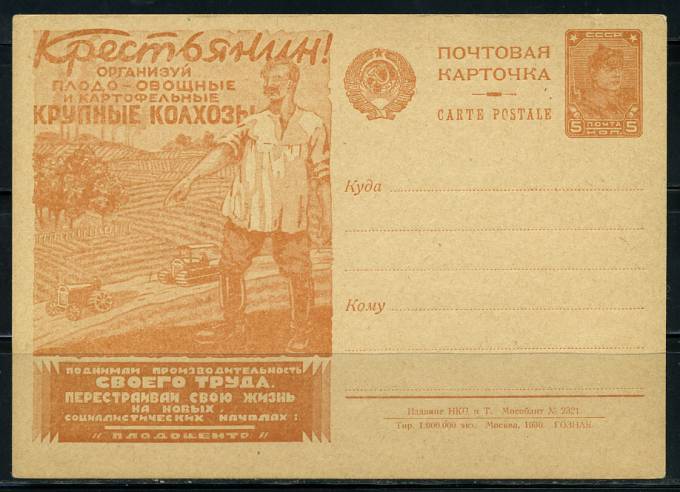 Крестьянин!
ОРГАНИЗУЙ
ПЛОДО-ОВОЩНЫЕ
И КАРТОФЕЛЬНЫЕ
КРУПНЫЕ КОЛХОЗЫ
ПОДНИМАЙ ПРОИЗВОДИТЕЛЬНОСТЬ
СВОЕГО ТРУДА.
ПЕРЕСТРАИВАЙ СВОЮ ЖИЗНЬ
НА НОВЫХ,
СОЦИАЛИСТИЧЕСКИХ НАЧАЛАХ!
"ПЛОДОЦЕНТР"
ПОЧТОВАЯ
КАРТОЧКА
CARTE POSTALE
СССР
5 ПОЧТА 5
КОП.
Куда
Кому
Издание НКП и Т. Мособлит № 2321
Тир. 1.000.000 экз. Москва, 1930. ГОЗНАК.